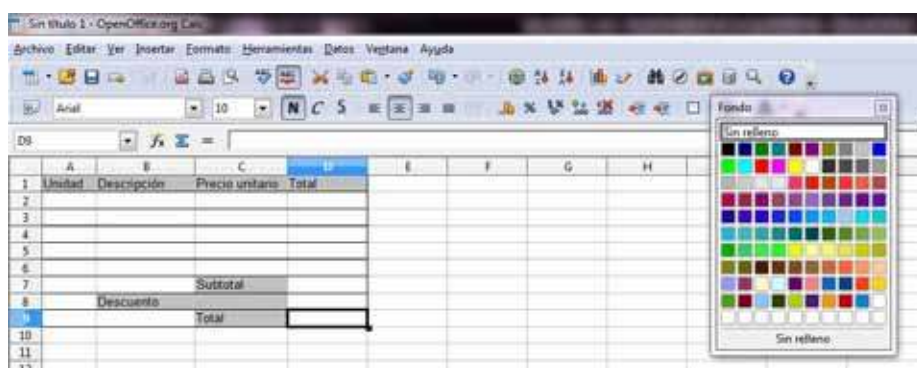 Sin título 1 - OpenOffice.org Calc
Archivo Editar Ver Insertar Formato Herramientas Datos Ventana Ayuda
Arial 10 N C S
Fondo
Sin relleno
D9
A B C D E F G H
1 Unidad Descripción Precio unitario Total
2
3
4
5
6
7 Subtotal
8 Descuento
9 Total
10
11
12
Sin relleno